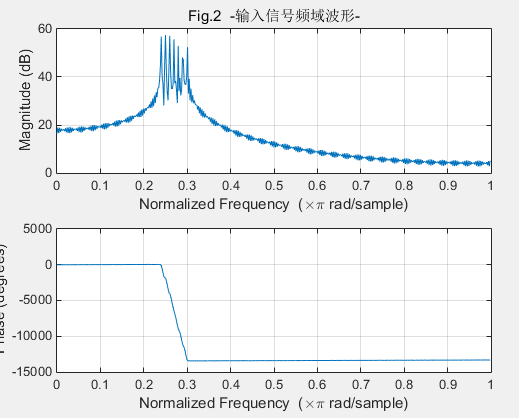 Fig.2 -输入信号频域波形-
60
40
20
0
Magnitude (dB)
0 0.1 0.2 0.3 0.4 0.5 0.6 0.7 0.8 0.9 1
Normalized Frequency (×π rad/sample)
5000
0
-5000
-10000
-15000
Phase (degrees)
0 0.1 0.2 0.3 0.4 0.5 0.6 0.7 0.8 0.9 1
Normalized Frequency (×π rad/sample)